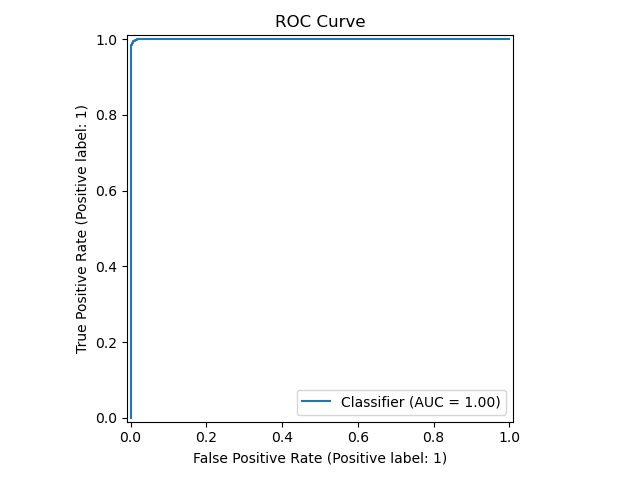 ROC Curve
True Positive Rate (Positive label: 1)
1.0
0.8
0.6
0.4
0.2
0.0
Classifier (AUC = 1.00)
0.0 0.2 0.4 0.6 0.8 1.0
False Positive Rate (Positive label: 1)